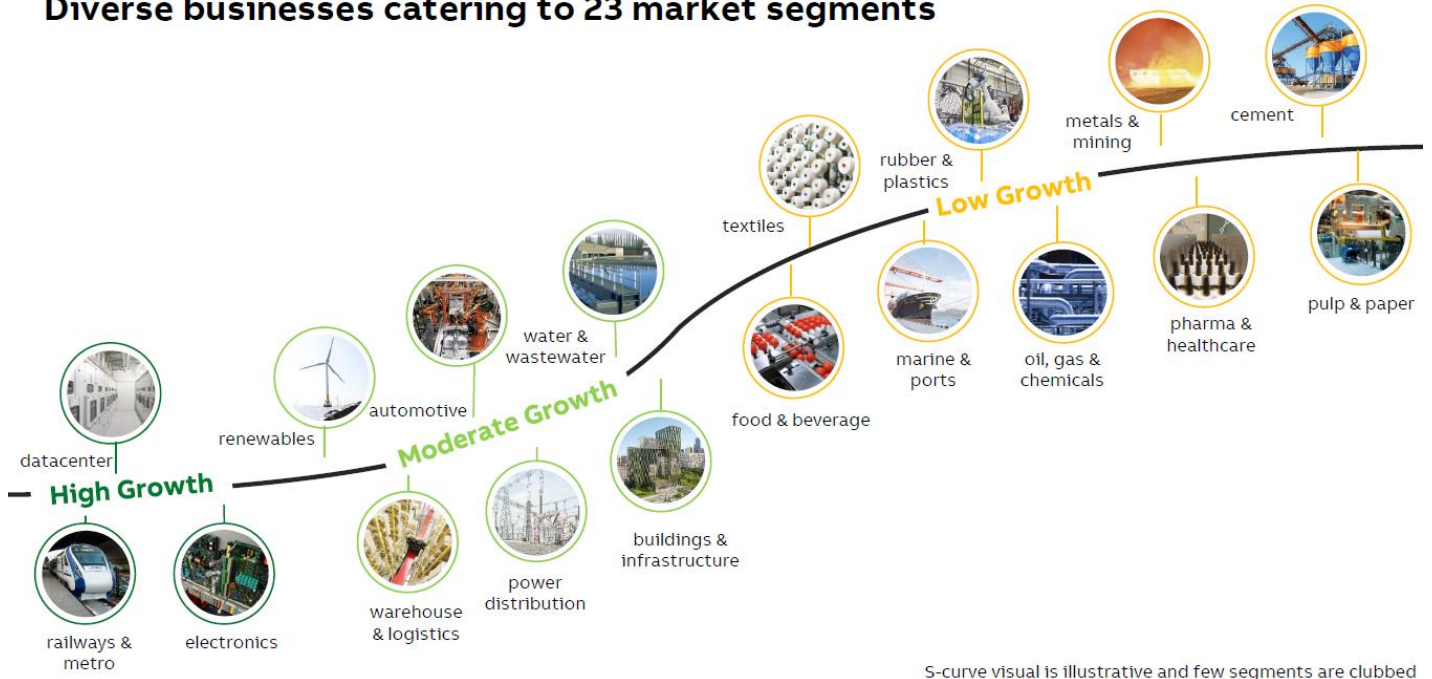 Diverse businesses catering to 23 market segments
cement
metals &
mining
rubber &
plastics
Low Growth
textiles
pulp & paper
pharma &
healthcare
water &
wastewater
marine &
ports
oil, gas &
chemicals
automotive
food & beverage
Moderate Growth
renewables
datacenter
High Growth
buildings &
infrastructure
power
distribution
warehouse
& logistics
railways &
metro
electronics
S-curve visual is illustrative and few segments are clubbed